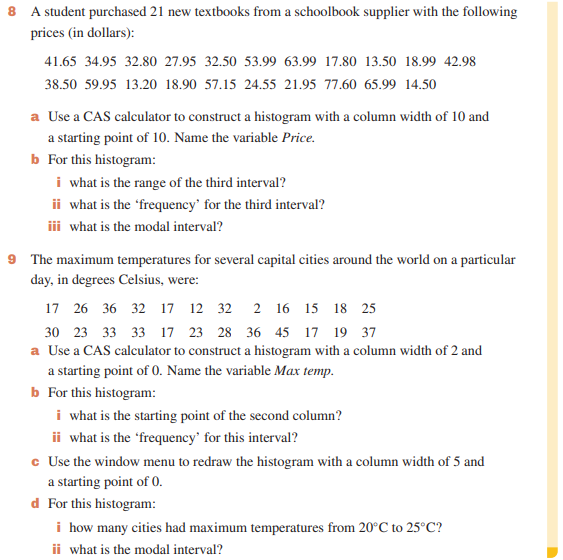 8 A student purchased 21 new textbooks from a schoolbook supplier with the following
prices (in dollars):
41.65 34.95 32.80 27.95 32.50 53.99 63.99 17.80 13.50 18.99 42.98
38.50 59.95 13.20 18.90 57.15 24.55 21.95 77.60 65.99 14.50
a Use a CAS calculator to construct a histogram with a column width of 10 and
a starting point of 10. Name the variable Price.
b For this histogram:
i what is the range of the third interval?
ii what is the ‘frequency’ for the third interval?
iii what is the modal interval?
9 The maximum temperatures for several capital cities around the world on a particular
day, in degrees Celsius, were:
17 26 36 32 17 12 32 2 16 15 18 25
30 23 33 33 17 23 28 36 45 17 19 37
a Use a CAS calculator to construct a histogram with a column width of 2 and
a starting point of 0. Name the variable Max temp.
b For this histogram:
i what is the starting point of the second column?
ii what is the ‘frequency’ for this interval?
c Use the window menu to redraw the histogram with a column width of 5 and
a starting point of 0.
d For this histogram:
i how many cities had maximum temperatures from 20°C to 25°C?
ii what is the modal interval?